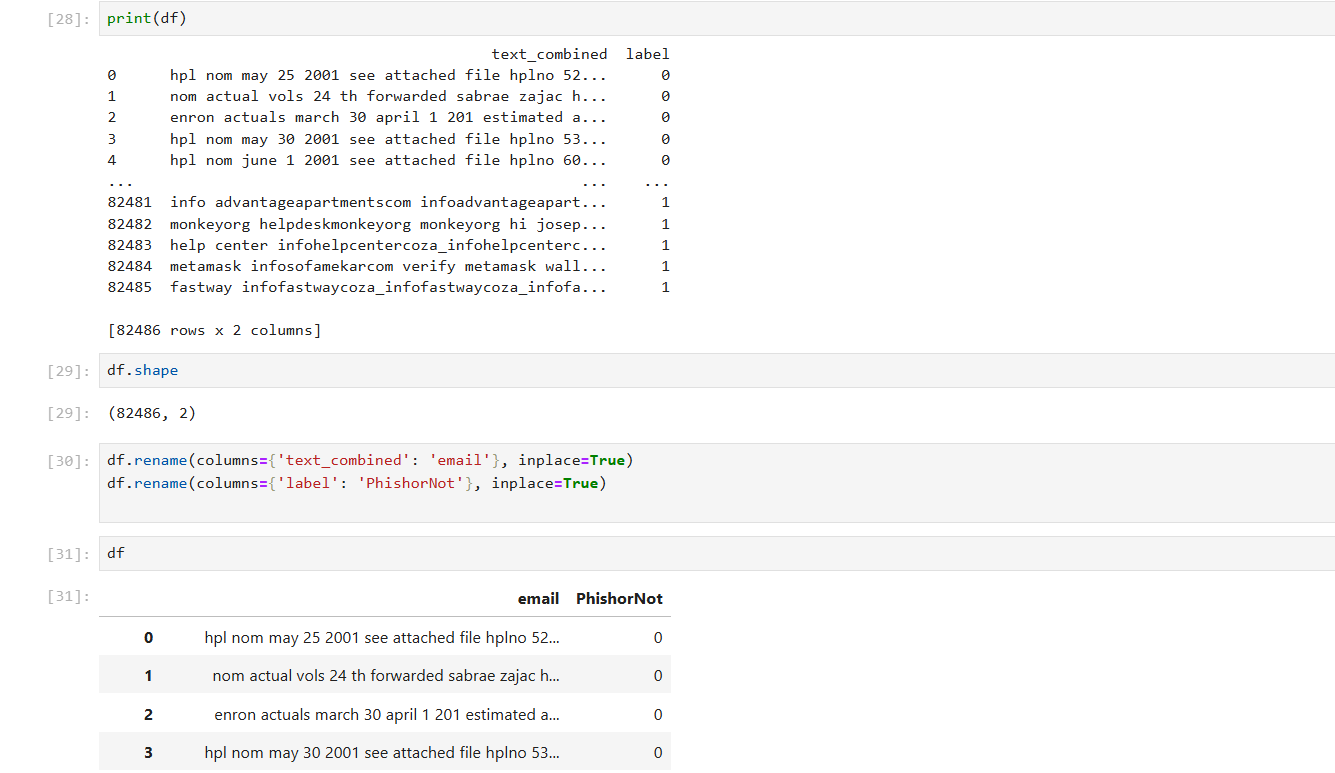 [28]: print(df)
text_combined label
0 hpl nom may 25 2001 see attached file hplno 52... 0
1 nom actual vols 24 th forwarded sabrae zajac h... 0
2 enron actuals march 30 april 1 201 estimated a... 0
3 hpl nom may 30 2001 see attached file hplno 53... 0
4 hpl nom june 1 2001 see attached file hplno 60... 0
... ... ...
82481 info advantageapartmentscom infoadvantageapart... 1
82482 monkeyorg helpdeskmonkeyorg monkeyorg hi josep... 1
82483 help center infohelpcentercoza_infohelpcenterc... 1
82484 metamask infosofamekarcom verify metamask wall... 1
82485 fastway infofastwaycoza_infofastwaycoza_infofa... 1
[82486 rows x 2 columns]
[29]: df.shape
[29]: (82486, 2)
[30]: df.rename(columns={'text_combined': 'email'}, inplace=True)
df.rename(columns={'label': 'PhishorNot'}, inplace=True)
[31]: df
[31]:
email PhishorNot
0 hpl nom may 25 2001 see attached file hplno 52... 0
1 nom actual vols 24 th forwarded sabrae zajac h... 0
2 enron actuals march 30 april 1 201 estimated a... 0
3 hpl nom may 30 2001 see attached file hplno 53... 0